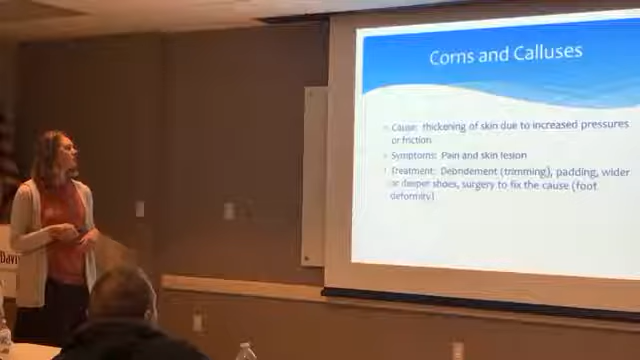 Corns and Calluses
Cause: thickening of skin due to increased pressures
or friction
Symptoms: Pain and skin lesion
Treatment: Debridement (trimming), padding, wider
or deeper shoes, surgery to fix the cause (foot
deformity)
Davis